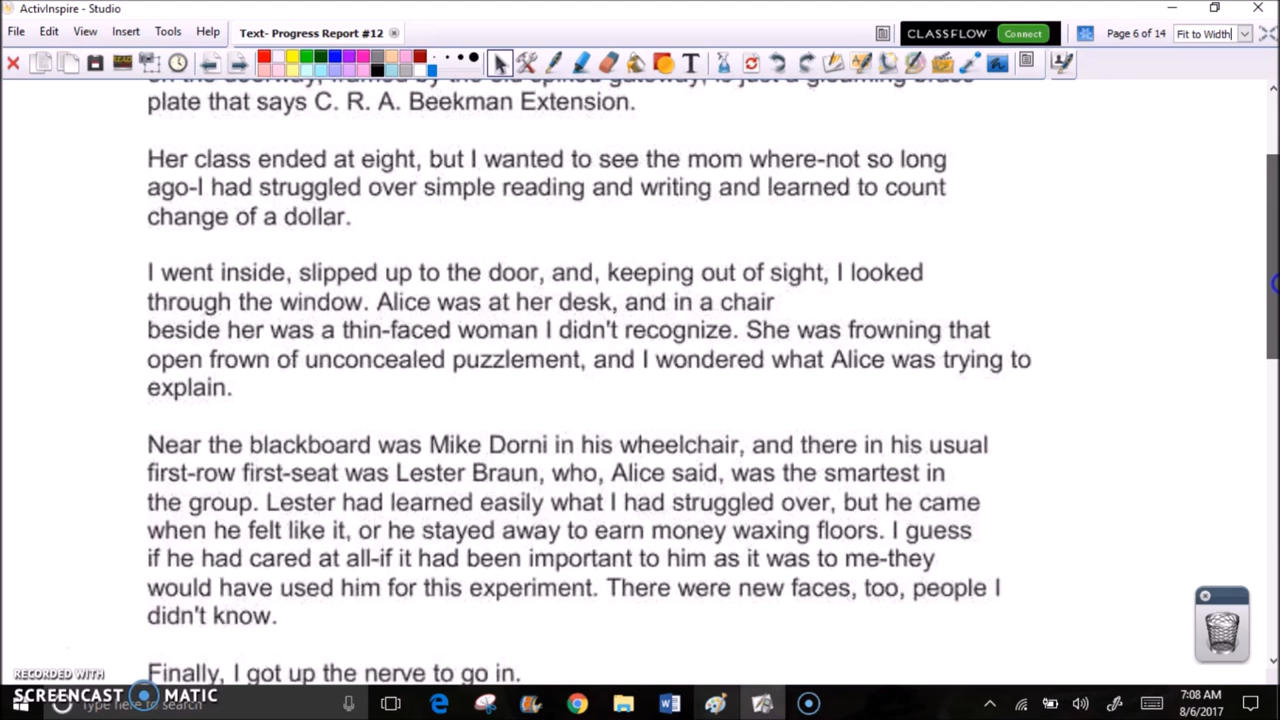 ActivInspire - Studio
File Edit View Insert Tools Help
Text- Progress Report #12
CLASSFLOW Connect
Page 6 of 14
Fit to Width
plate that says C. R. A. Beekman Extension.
Her class ended at eight, but I wanted to see the mom where-not so long
ago-I had struggled over simple reading and writing and learned to count
change of a dollar.
I went inside, slipped up to the door, and, keeping out of sight, I looked
through the window. Alice was at her desk, and in a chair
beside her was a thin-faced woman I didn't recognize. She was frowning that
open frown of unconcealed puzzlement, and I wondered what Alice was trying to
explain.
Near the blackboard was Mike Dorni in his wheelchair, and there in his usual
first-row first-seat was Lester Braun, who, Alice said, was the smartest in
the group. Lester had learned easily what I had struggled over, but he came
when he felt like it, or he stayed away to earn money waxing floors. I guess
if he had cared at all-if it had been important to him as it was to me-they
would have used him for this experiment. There were new faces, too, people I
didn't know.
Finally, I got up the nerve to go in.
RECORDED WITH
SCREENCAST MATIC
Type here to search
7:08 AM
8/6/2017